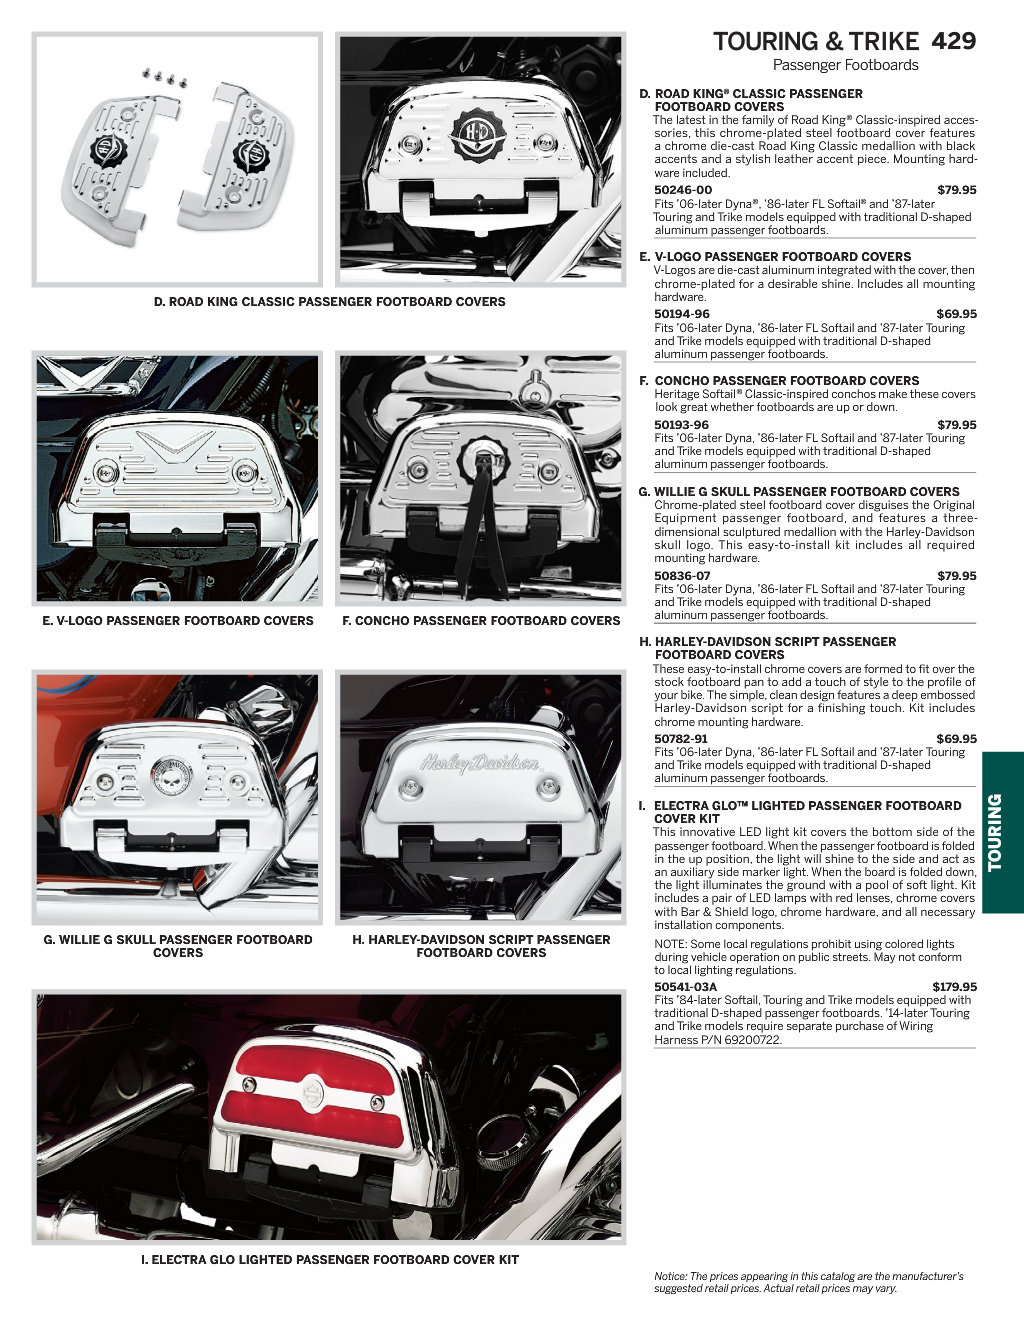 TOURING & TRIKE 429
Passenger Footboards
D. ROAD KING® CLASSIC PASSENGER
FOOTBOARD COVERS
The latest in the family of Road King® Classic-inspired acces-
sories, this chrome-plated steel footboard cover features
a chrome die-cast Road King Classic medallion with black
accents and a stylish leather accent piece. Mounting hard-
ware included.
50246-00 $79.95
Fits ’06-later Dyna®, ‘86-later FL Softail® and ’87-later
Touring and Trike models equipped with traditional D-shaped
aluminum passenger footboards.
E. V-LOGO PASSENGER FOOTBOARD COVERS
V-Logos are die-cast aluminum integrated with the cover, then
chrome-plated for a desirable shine. Includes all mounting
hardware.
50194-96 $69.95
Fits ’06-later Dyna, ’86-later FL Softail and ’87-later Touring
and Trike models equipped with traditional D-shaped
aluminum passenger footboards.
F. CONCHO PASSENGER FOOTBOARD COVERS
Heritage Softail® Classic-inspired conchos make these covers
look great whether footboards are up or down.
50193-96 $79.95
Fits ’06-later Dyna, ’86-later FL Softail and ’87-later Touring
and Trike models equipped with traditional D-shaped
aluminum passenger footboards.
G. WILLIE G SKULL PASSENGER FOOTBOARD COVERS
Chrome-plated steel footboard cover disguises the Original
Equipment passenger footboard, and features a three-
dimensional sculptured medallion with the Harley-Davidson
skull logo. This easy-to-install kit includes all required
mounting hardware.
50836-07 $79.95
Fits ’06-later Dyna, ’86-later FL Softail and ’87-later Touring
and Trike models equipped with traditional D-shaped
aluminum passenger footboards.
H. HARLEY-DAVIDSON SCRIPT PASSENGER
FOOTBOARD COVERS
These easy-to-install chrome covers are formed to fit over the
stock footboard pan to add a touch of style to the profile of
your bike. The simple, clean design features a deep embossed
Harley-Davidson script for a finishing touch. Kit includes
chrome mounting hardware.
50782-91 $69.95
Fits ’06-later Dyna, ’86-later FL Softail and ’87-later Touring
and Trike models equipped with traditional D-shaped
aluminum passenger footboards.
I. ELECTRA GLO™ LIGHTED PASSENGER FOOTBOARD
COVER KIT
This innovative LED light kit covers the bottom side of the
passenger footboard. When the passenger footboard is folded
in the up position, the light will shine to the side and act as
an auxiliary side marker light. When the board is folded down,
the light illuminates the ground with a pool of soft light. Kit
includes a pair of LED lamps with red lenses, chrome covers
with Bar & Shield logo, chrome hardware, and all necessary
installation components.
NOTE: Some local regulations prohibit using colored lights
during vehicle operation on public streets. May not conform
to local lighting regulations.
50541-03A $179.95
Fits ’84-later Softail, Touring and Trike models equipped with
traditional D-shaped passenger footboards. ’14-later Touring
and Trike models require separate purchase of Wiring
Harness P/N 69200722.
D. ROAD KING CLASSIC PASSENGER FOOTBOARD COVERS
H-D
E. V-LOGO PASSENGER FOOTBOARD COVERS
F. CONCHO PASSENGER FOOTBOARD COVERS
Harley-Davidson
G. WILLIE G SKULL PASSENGER FOOTBOARD
COVERS
H. HARLEY-DAVIDSON SCRIPT PASSENGER
FOOTBOARD COVERS
I. ELECTRA GLO LIGHTED PASSENGER FOOTBOARD COVER KIT
TOURING
Notice: The prices appearing in this catalog are the manufacturer’s
suggested retail prices. Actual retail prices may vary.